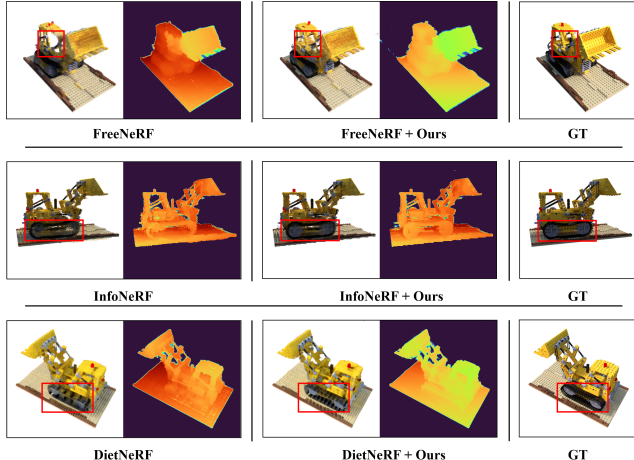 FreeNeRF FreeNeRF + Ours GT
InfoNeRF InfoNeRF + Ours GT
DietNeRF DietNeRF + Ours GT